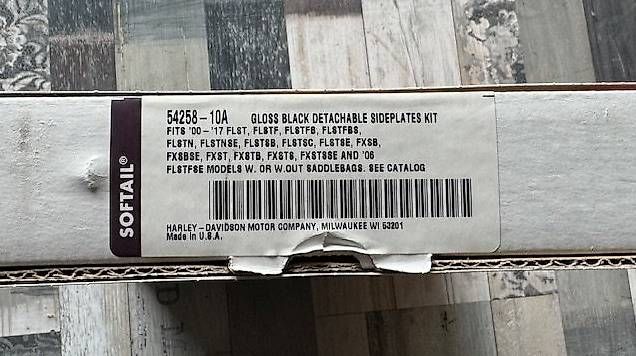 SOFTAIL®
54258-10A GLOSS BLACK DETACHABLE SIDEPLATES KIT
FITS '00-'17 FLST, FLSTF, FLSTFB, FLSTFBS,
FLSTN, FLSTNSE, FLSTSB, FLSTSC, FLSTSE, FXSB,
FXSBSE, FXST, FXSTB, FXSTS, FXSTSSE AND '06
FLSTFSE MODELS W. OR W.OUT SADDLEBAGS. SEE CATALOG
HARLEY-DAVIDSON MOTOR COMPANY, MILWAUKEE WI 53201
Made in U.S.A.